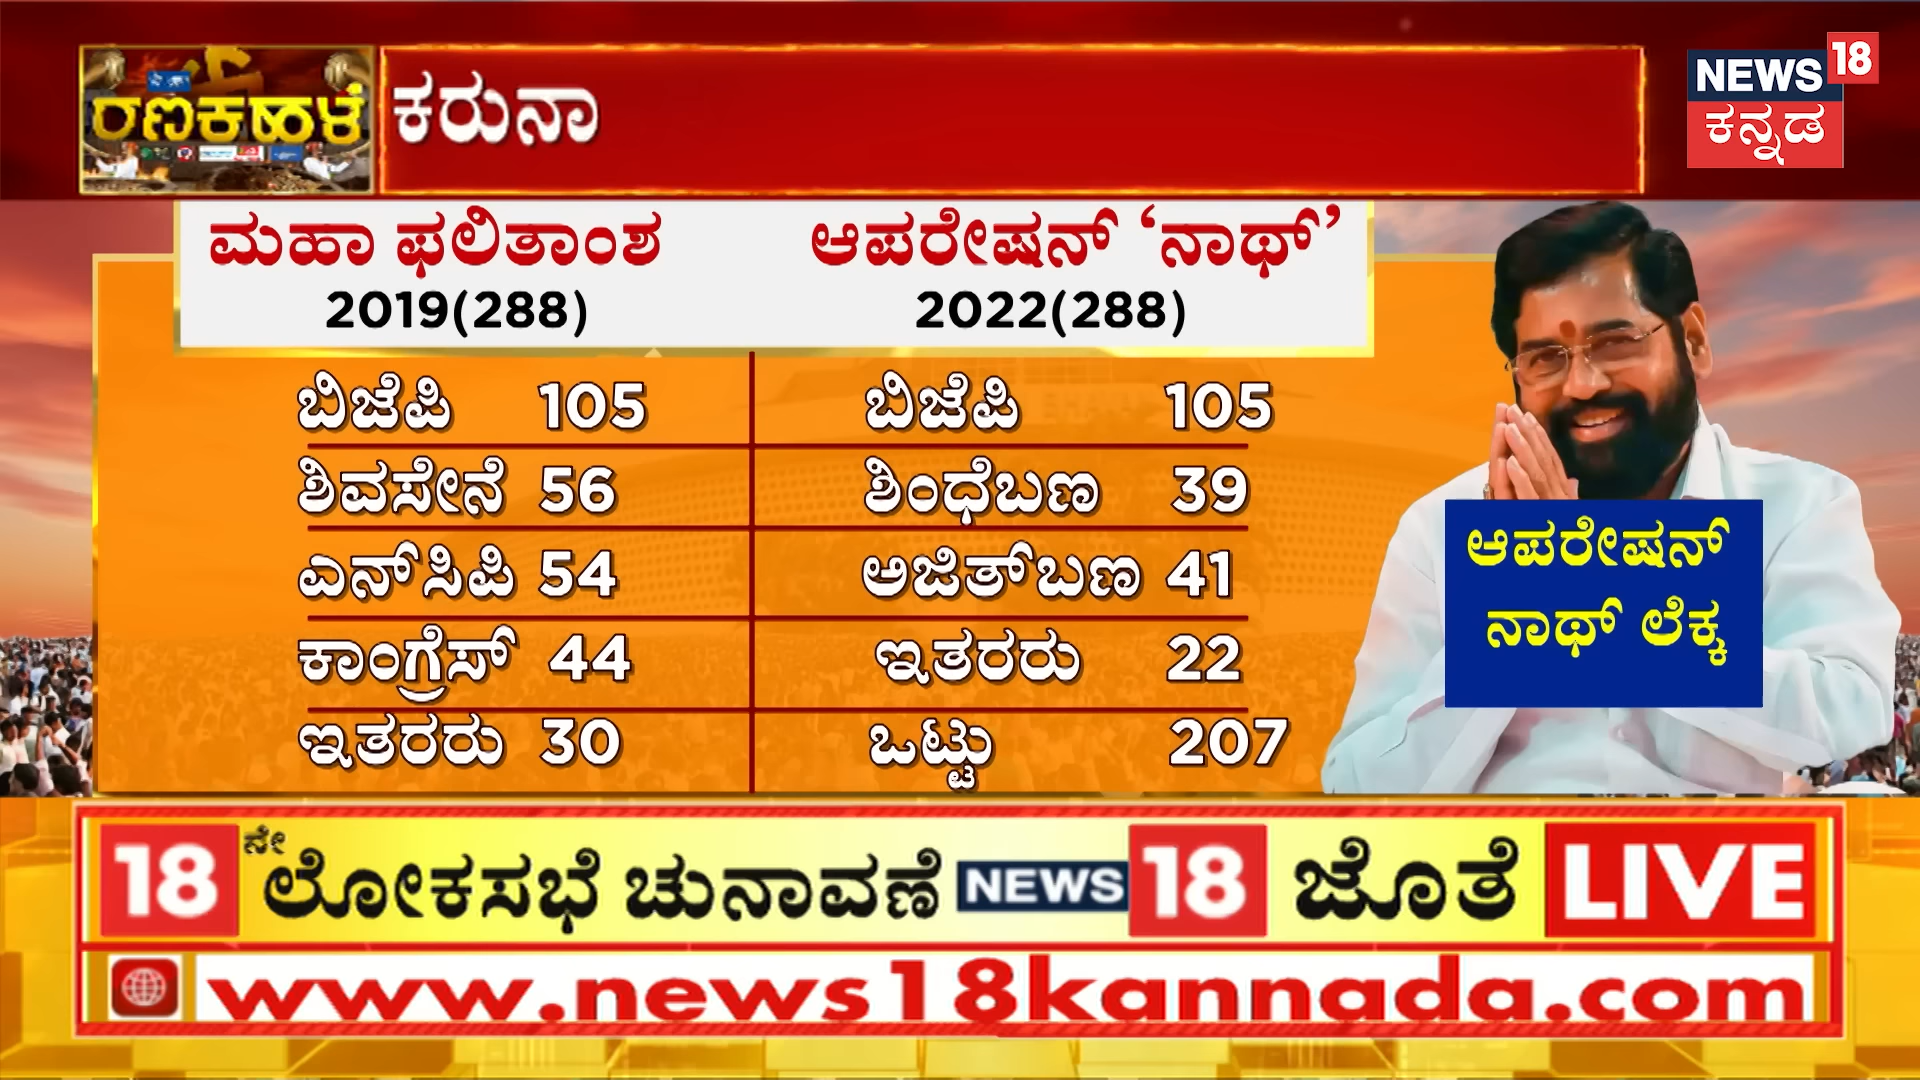 ರಣಕಹಳೆ
ಕರುನಾ
NEWS 18
ಕನ್ನಡ
ಮಹಾ ಫಲಿತಾಂಶ
2019(288)
ಆಪರೇಷನ್ ‘ನಾಥ್’
2022(288)
ಬಿಜೆಪಿ 105
ಶಿವಸೇನೆ 56
ಎನ್‌ಸಿಪಿ 54
ಕಾಂಗ್ರೆಸ್ 44
ಇತರರು 30
ಬಿಜೆಪಿ 105
ಶಿಂಧೆಬಣ 39
ಅಜಿತ್‌ಬಣ 41
ಇತರರು 22
ಒಟ್ಟು 207
ಆಪರೇಷನ್
ನಾಥ್ ಲೆಕ್ಕ
18ನೇ ಲೋಕಸಭೆ ಚುನಾವಣೆ NEWS 18 ಜೊತೆ LIVE
www.news18kannada.com